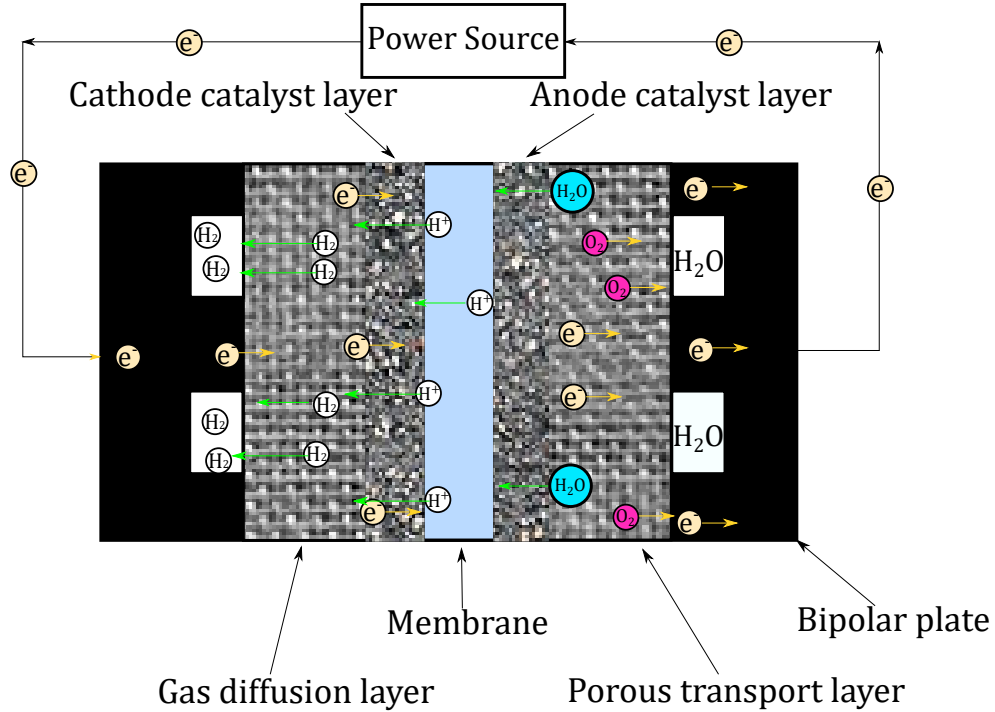 Power Source
e⁻
e⁻
Cathode catalyst layer
Anode catalyst layer
e⁻
e⁻
e⁻
H₂O
e⁻
H₂
H⁺
H₂
O₂
H₂O
H₂
H₂
O₂
H⁺
e⁻
e⁻
e⁻
e⁻
e⁻
H₂
H⁺
e⁻
H₂
H₂O
H₂
H₂
H₂O
H⁺
e⁻
O₂
e⁻
Membrane
Bipolar plate
Gas diffusion layer
Porous transport layer